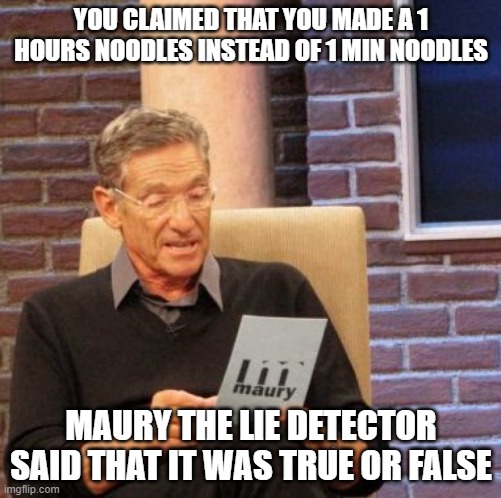 YOU CLAIMED THAT YOU MADE A 1
HOURS NOODLES INSTEAD OF 1 MIN NOODLES
maury
MAURY THE LIE DETECTOR
SAID THAT IT WAS TRUE OR FALSE
imgflip.com